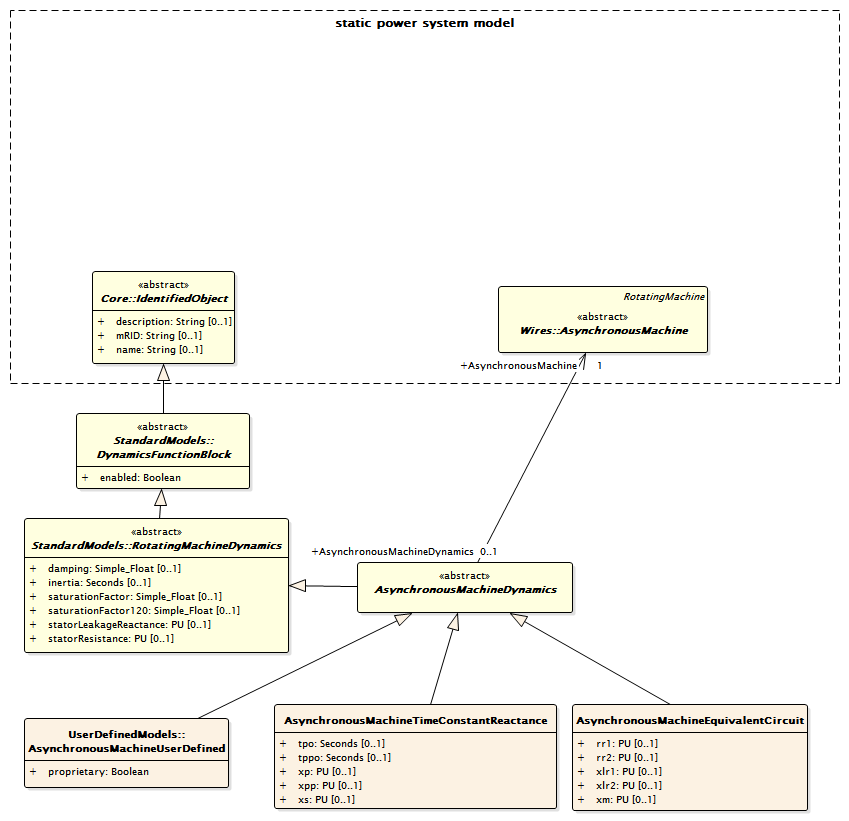 static power system model
«abstract»
Core::IdentifiedObject
+ description: String [0..1]
+ mRID: String [0..1]
+ name: String [0..1]
RotatingMachine
«abstract»
Wires::AsynchronousMachine
+AsynchronousMachine 1
«abstract»
StandardModels::
DynamicsFunctionBlock
+ enabled: Boolean
«abstract»
StandardModels::RotatingMachineDynamics
+ damping: Simple_Float [0..1]
+ inertia: Seconds [0..1]
+ saturationFactor: Simple_Float [0..1]
+ saturationFactor120: Simple_Float [0..1]
+ statorLeakageReactance: PU [0..1]
+ statorResistance: PU [0..1]
+AsynchronousMachineDynamics 0..1
«abstract»
AsynchronousMachineDynamics
UserDefinedModels::
AsynchronousMachineUserDefined
+ proprietary: Boolean
AsynchronousMachineTimeConstantReactance
+ tpo: Seconds [0..1]
+ tppo: Seconds [0..1]
+ xp: PU [0..1]
+ xpp: PU [0..1]
+ xs: PU [0..1]
AsynchronousMachineEquivalentCircuit
+ rr1: PU [0..1]
+ rr2: PU [0..1]
+ xlr1: PU [0..1]
+ xlr2: PU [0..1]
+ xm: PU [0..1]